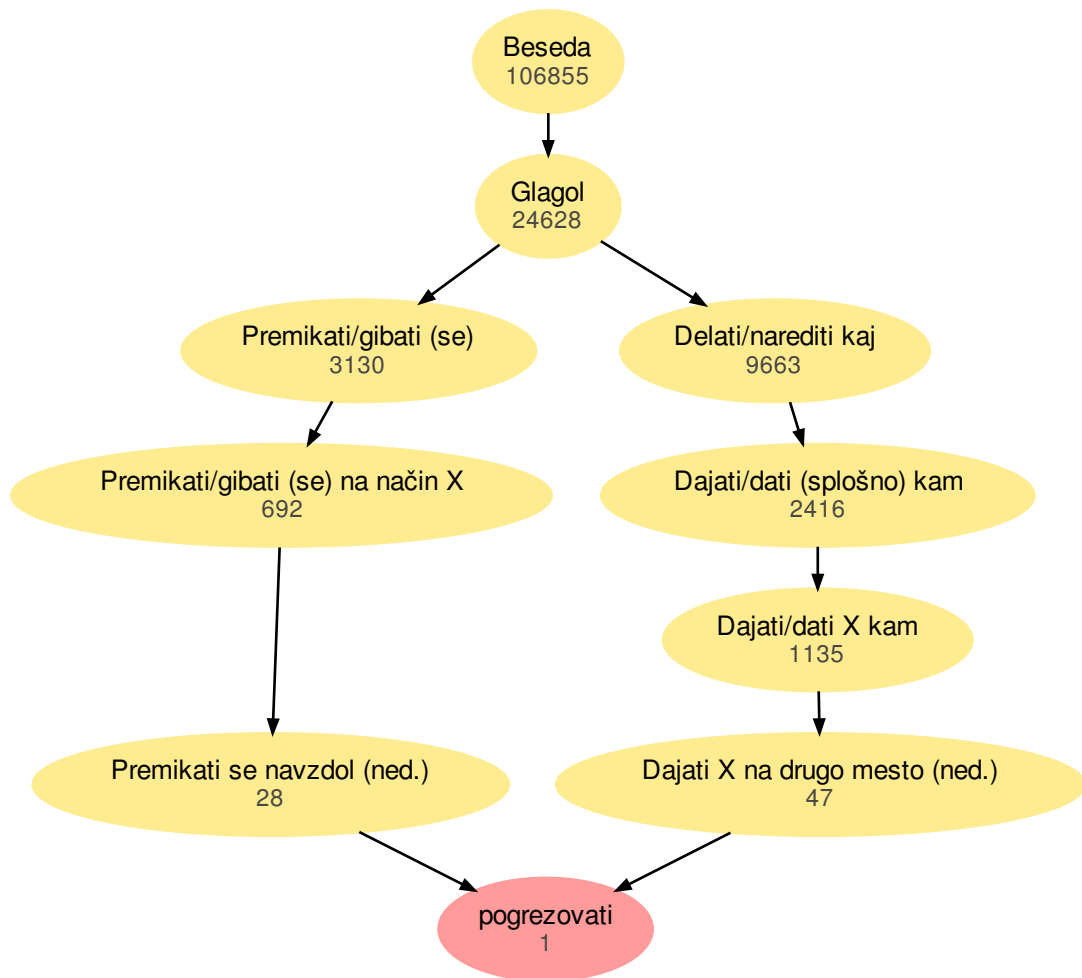 Beseda
106855
Glagol
24628
Premikati/gibati (se)
3130
Delati/narediti kaj
9663
Premikati/gibati (se) na način X
692
Dajati/dati (splošno) kam
2416
Dajati/dati X kam
1135
Premikati se navzdol (ned.)
28
Dajati X na drugo mesto (ned.)
47
pogrezovati
1